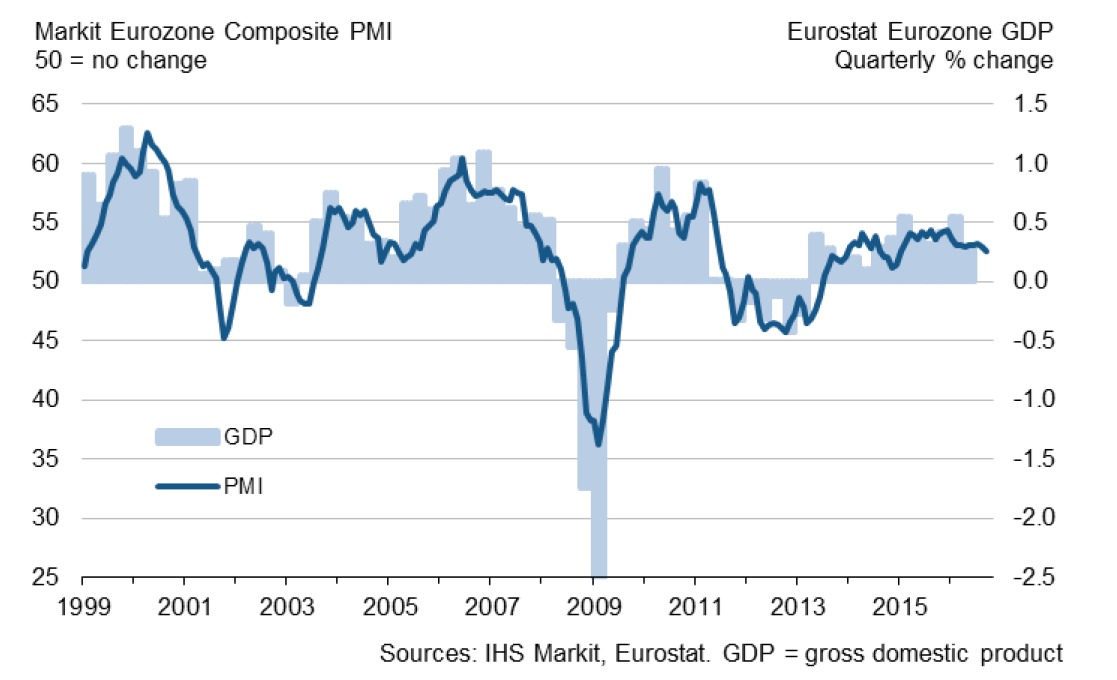 Markit Eurozone Composite PMI
50 = no change
Eurostat Eurozone GDP
Quarterly % change
65
60
55
50
45
40
35
30
25
1.5
1.0
0.5
0.0
-0.5
-1.0
-1.5
-2.0
-2.5
GDP
PMI
1999 2001 2003 2005 2007 2009 2011 2013 2015
Sources: IHS Markit, Eurostat. GDP = gross domestic product